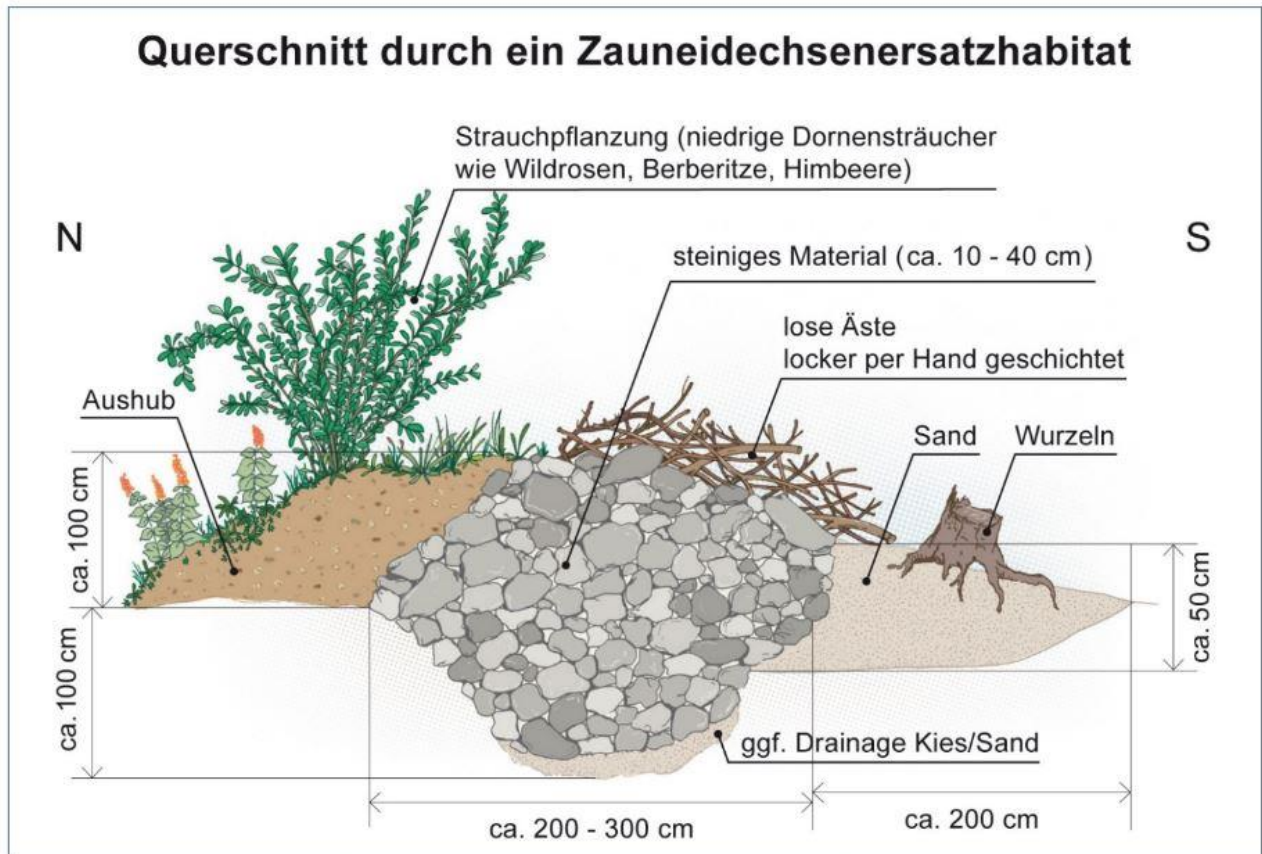 Querschnitt durch ein Zauneidechsenersatzhabitat
Strauchpflanzung (niedrige Dornensträucher
wie Wildrosen, Berberitze, Himbeere)
N
S
steiniges Material (ca. 10 - 40 cm)
lose Äste
locker per Hand geschichtet
Aushub
Sand
Wurzeln
ca. 100 cm
ca. 50 cm
ca. 100 cm
ggf. Drainage Kies/Sand
ca. 200 - 300 cm
ca. 200 cm